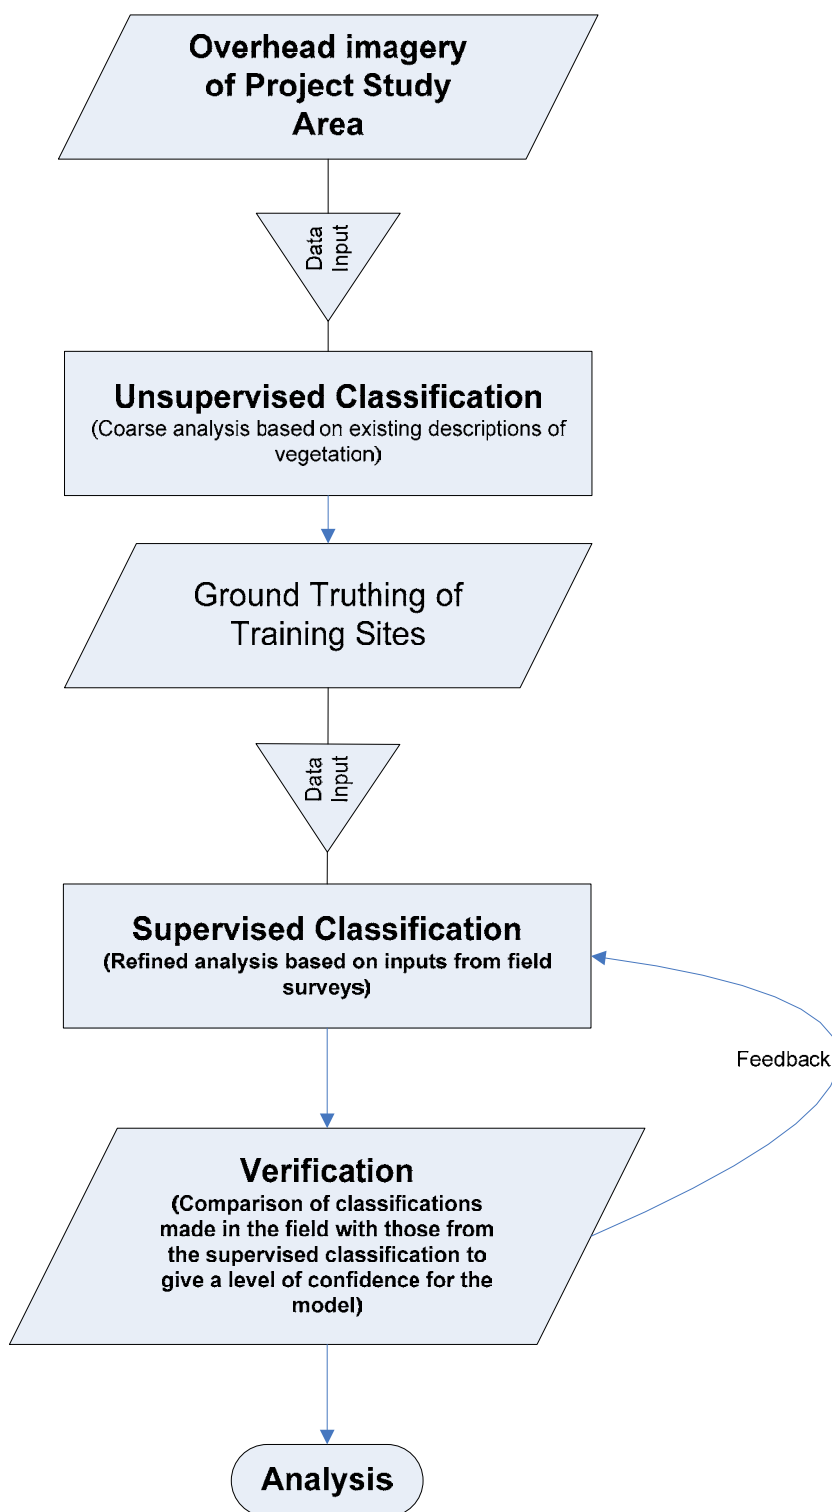 Overhead imagery
of Project Study
Area
Data
Input
Unsupervised Classification
(Coarse analysis based on existing descriptions of
vegetation)
Ground Truthing of
Training Sites
Data
Input
Supervised Classification
(Refined analysis based on inputs from field
surveys)
Feedback
Verification
(Comparison of classifications
made in the field with those from
the supervised classification to
give a level of confidence for the
model)
Analysis